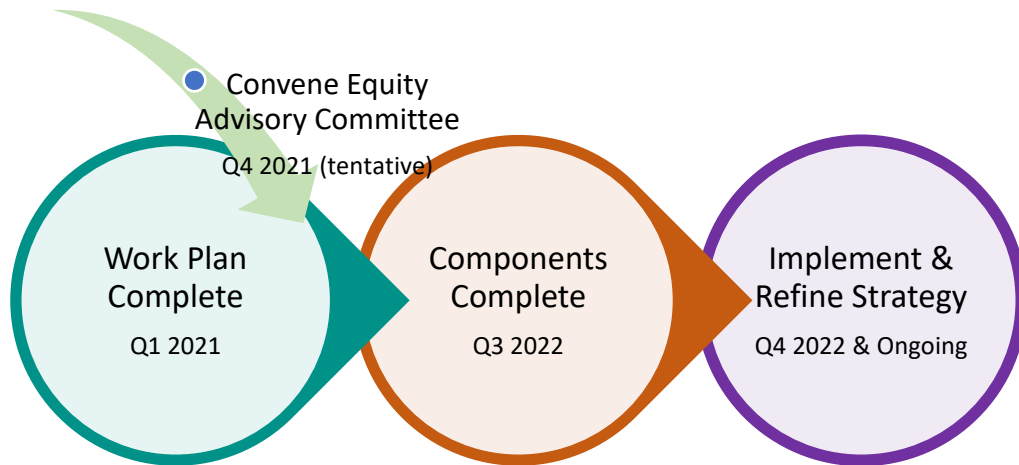 Convene Equity
Advisory Committee
Q4 2021 (tentative)
Work Plan
Complete
Q1 2021
Components
Complete
Q3 2022
Implement &
Refine Strategy
Q4 2022 & Ongoing